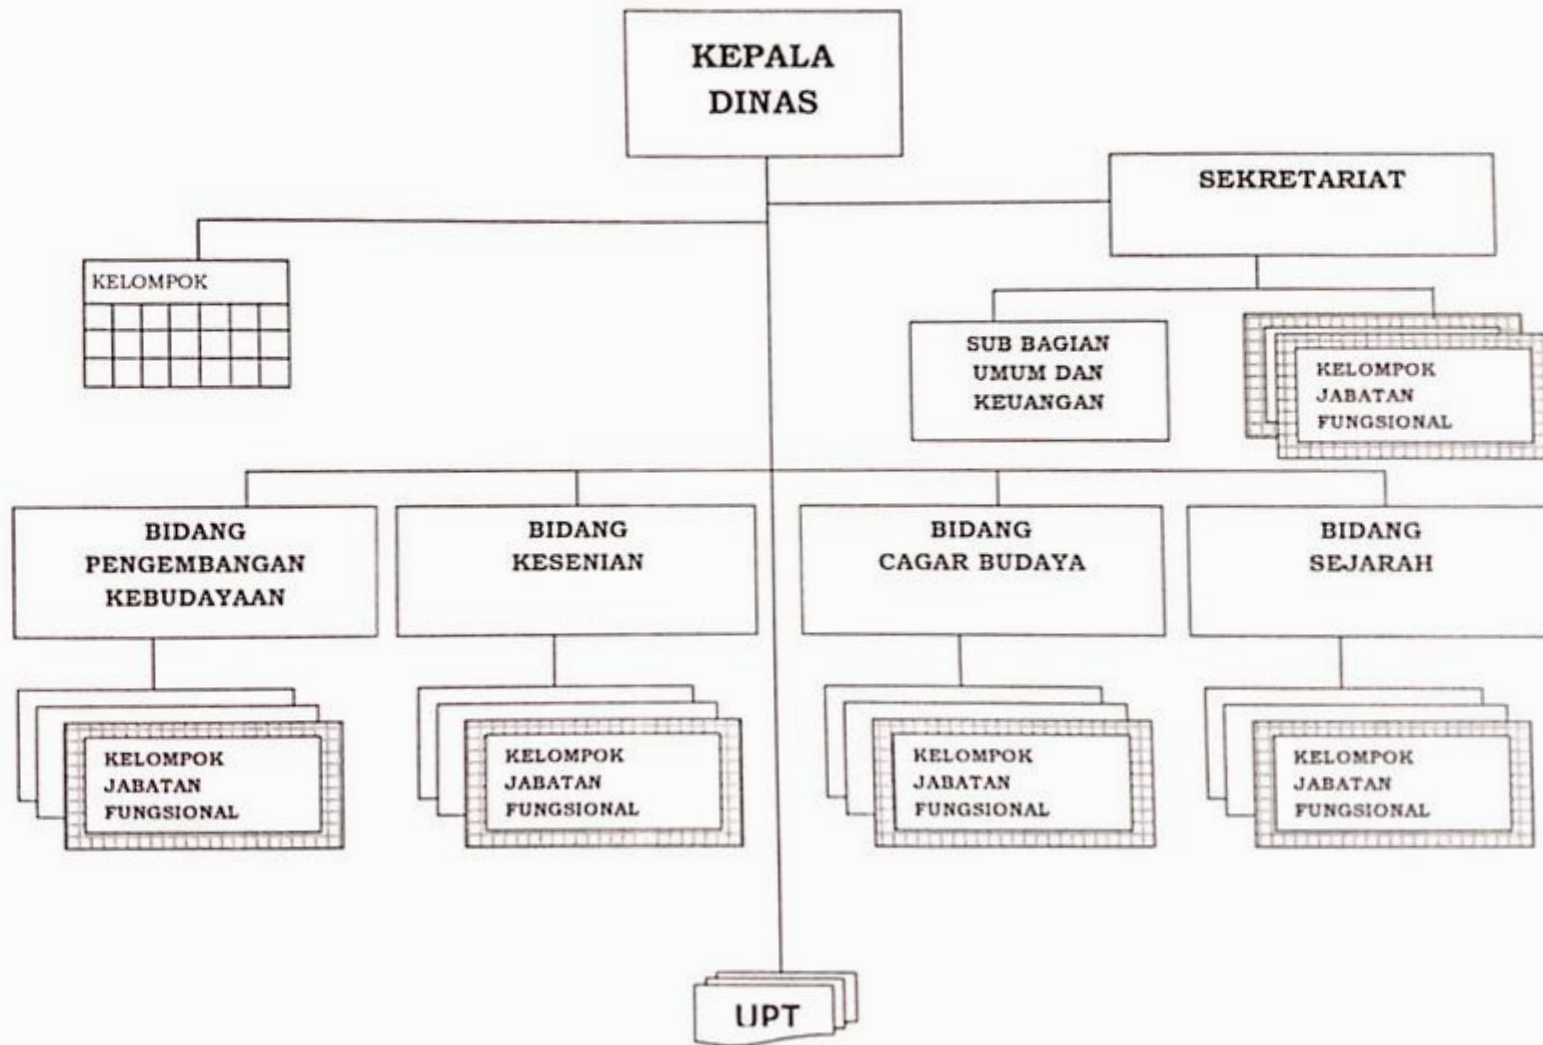 KEPALA
DINAS
SEKRETARIAT
KELOMPOK
SUB BAGIAN
UMUM DAN
KEUANGAN
KELOMPOK
JABATAN
FUNGSIONAL
BIDANG
PENGEMBANGAN
KEBUDAYAAN
BIDANG
KESENIAN
BIDANG
CAGAR BUDAYA
BIDANG
SEJARAH
KELOMPOK
JABATAN
FUNGSIONAL
KELOMPOK
JABATAN
FUNGSIONAL
KELOMPOK
JABATAN
FUNGSIONAL
KELOMPOK
JABATAN
FUNGSIONAL
UPT